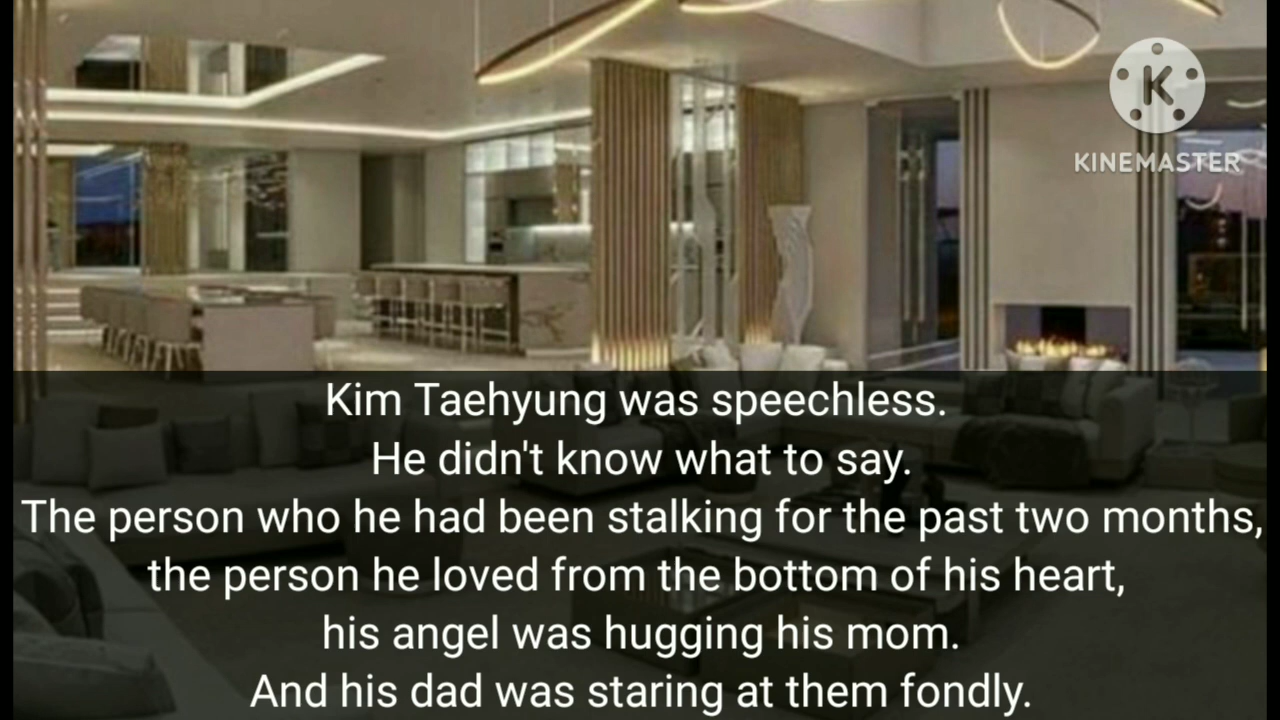 K
KINEMASTER
Kim Taehyung was speechless.
He didn't know what to say.
The person who he had been stalking for the past two months,
the person he loved from the bottom of his heart,
his angel was hugging his mom.
And his dad was staring at them fondly.